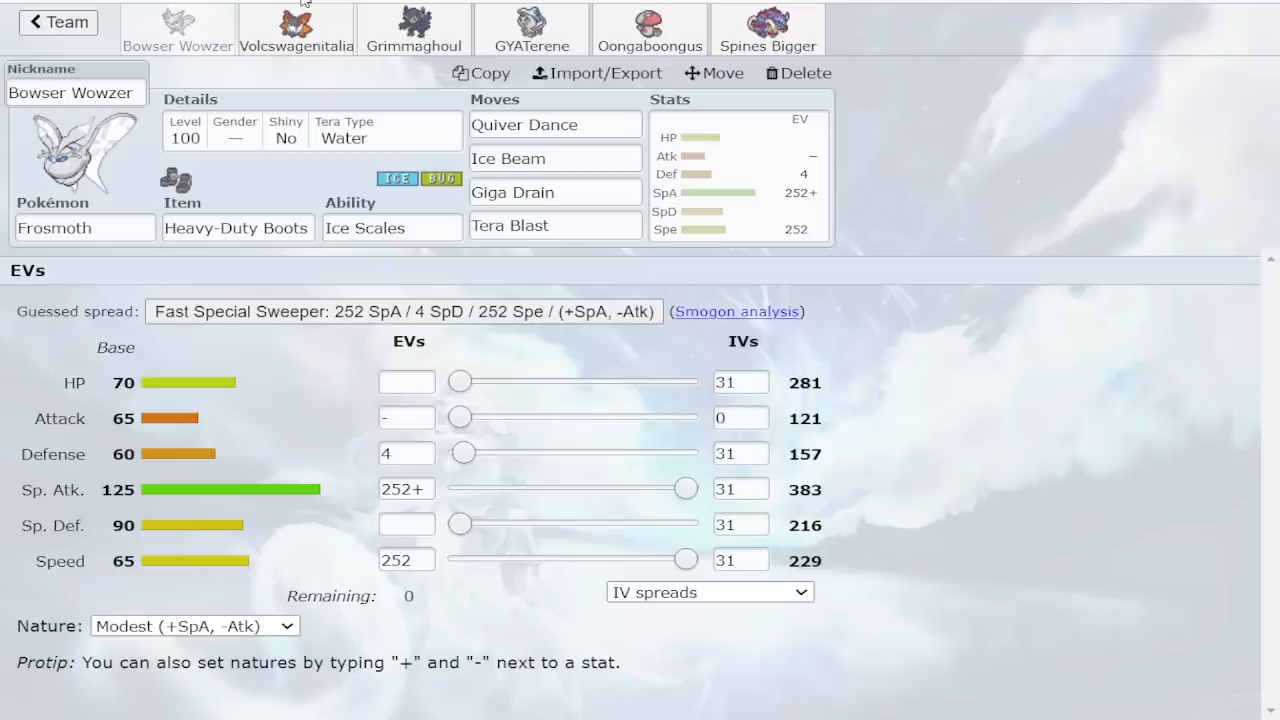 Team
Bowser Wowzer
Volcswagenitalia
Grimmaghoul
GYATerene
Oongaboongus
Spines Bigger
Nickname
Bowser Wowzer
Copy
Import/Export
Move
Delete
Details
Level
100
Gender
—
Shiny
No
Tera Type
Water
ICE
BUG
Pokémon
Frosmoth
Item
Heavy-Duty Boots
Ability
Ice Scales
Moves
Quiver Dance
Ice Beam
Giga Drain
Tera Blast
Stats
EV
HP
Atk –
Def 4
SpA 252+
SpD
Spe 252
EVs
Guessed spread: Fast Special Sweeper: 252 SpA / 4 SpD / 252 Spe / (+SpA, -Atk) (Smogon analysis)
Base EVs IVs
HP 70 31 281
Attack 65 - 0 121
Defense 60 4 31 157
Sp. Atk. 125 252+ 31 383
Sp. Def. 90 31 216
Speed 65 252 31 229
Remaining: 0
IV spreads
Nature: Modest (+SpA, -Atk)
Protip: You can also set natures by typing "+" and "-" next to a stat.